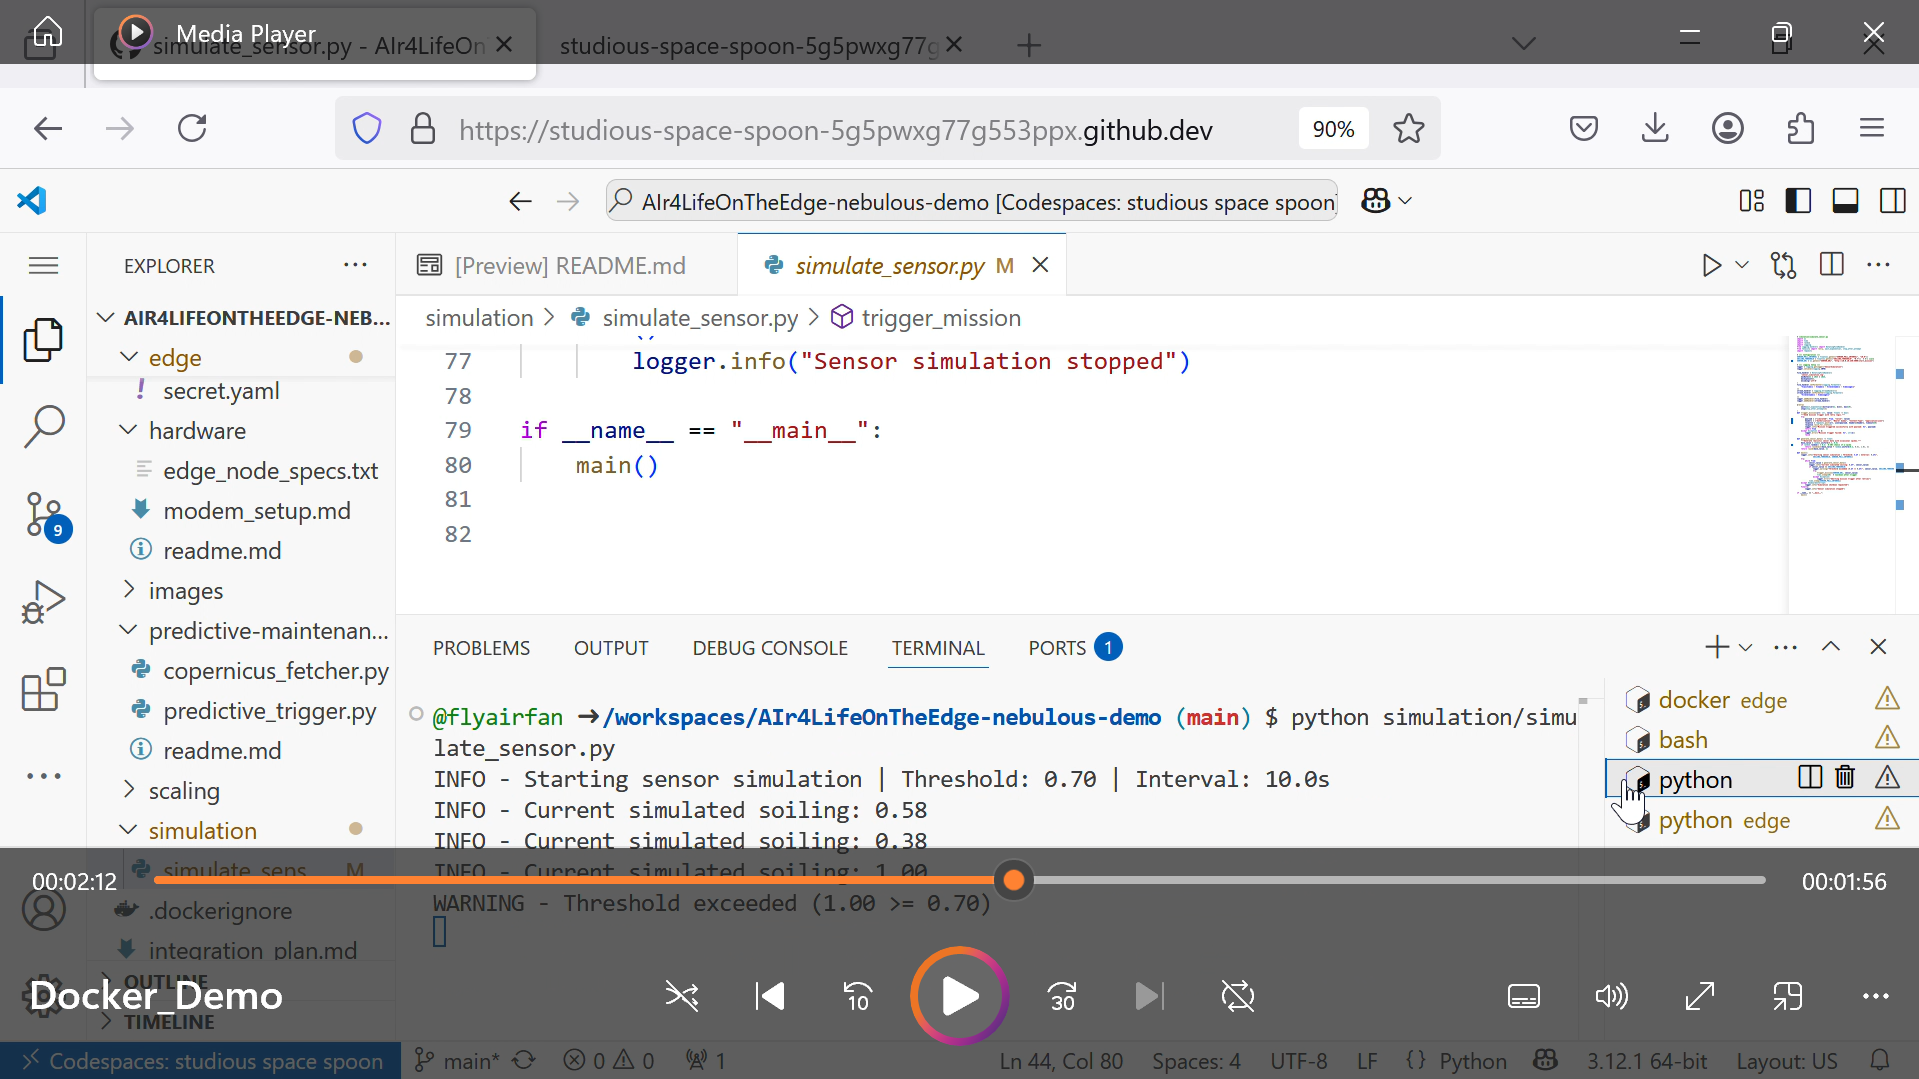 Media Player
simulate_sensor.py - AIr4LifeOn
studious-space-spoon-5g5pwxg77g
https://studious-space-spoon-5g5pwxg77g553ppx.github.dev
90%
AIr4LifeOnTheEdge-nebulous-demo [Codespaces: studious space spoon]
EXPLORER
[Preview] README.md
simulate_sensor.py M
AIR4LIFEONTHEEDGE-NEB...
simulation > simulate_sensor.py > trigger_mission
edge
secret.yaml
hardware
edge_node_specs.txt
modem_setup.md
readme.md
images
predictive-maintenan...
copernicus_fetcher.py
predictive_trigger.py
readme.md
scaling
simulation
simulate_sens M
.dockerignore
integration_plan.md
OUTLINE
TIMELINE
9
77 logger.info("Sensor simulation stopped")
78
79 if __name__ == "__main__":
80 main()
81
82
PROBLEMS OUTPUT DEBUG CONSOLE TERMINAL PORTS 1
@flyairfan ➜/workspaces/AIr4LifeOnTheEdge-nebulous-demo (main) $ python simulation/simu
late_sensor.py
INFO - Starting sensor simulation | Threshold: 0.70 | Interval: 10.0s
INFO - Current simulated soiling: 0.58
INFO - Current simulated soiling: 0.38
INFO - Current simulated soiling: 1.00
WARNING - Threshold exceeded (1.00 >= 0.70)
docker edge
bash
python
python edge
00:02:12
00:01:56
Docker_Demo
10
30
Codespaces: studious space spoon
main*
0 0
1
Ln 44, Col 80
Spaces: 4
UTF-8
LF
{ } Python
3.12.1 64-bit
Layout: US